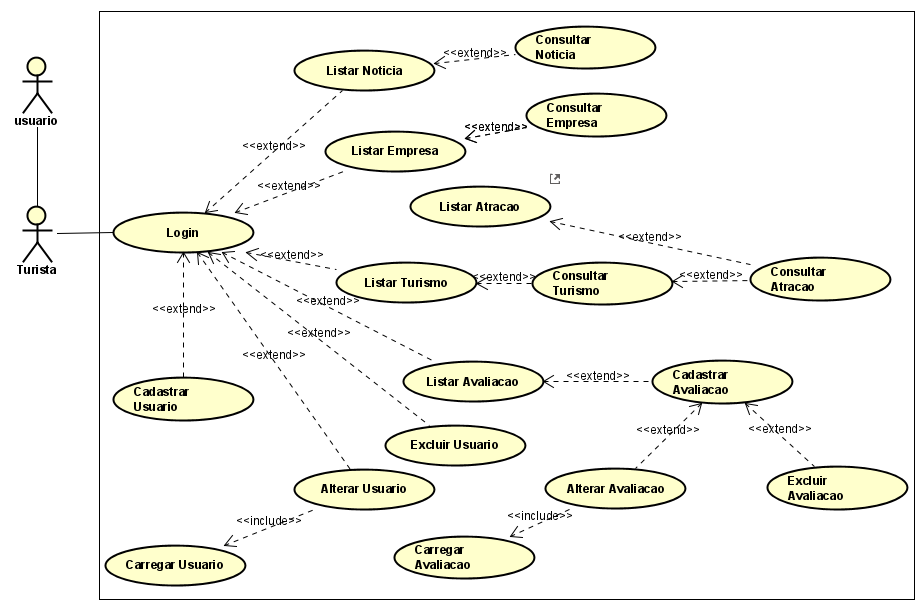 usuario
Turista
Login
Listar Noticia
<<extend>>
Consultar
Noticia
<<extend>>
Listar Empresa
<<extend>>
Consultar
Empresa
<<extend>>
Listar Atracao
<<extend>>
<<extend>>
Listar Turismo
<<extend>>
Consultar
Turismo
<<extend>>
Consultar
Atracao
<<extend>>
<<extend>>
<<extend>>
<<extend>>
Cadastrar
Usuario
Listar Avaliacao
<<extend>>
Cadastrar
Avaliacao
<<extend>>
<<extend>>
Excluir Usuario
Alterar Usuario
Alterar Avaliacao
Excluir
Avaliacao
<<include>>
<<include>>
Carregar Usuario
Carregar
Avaliacao